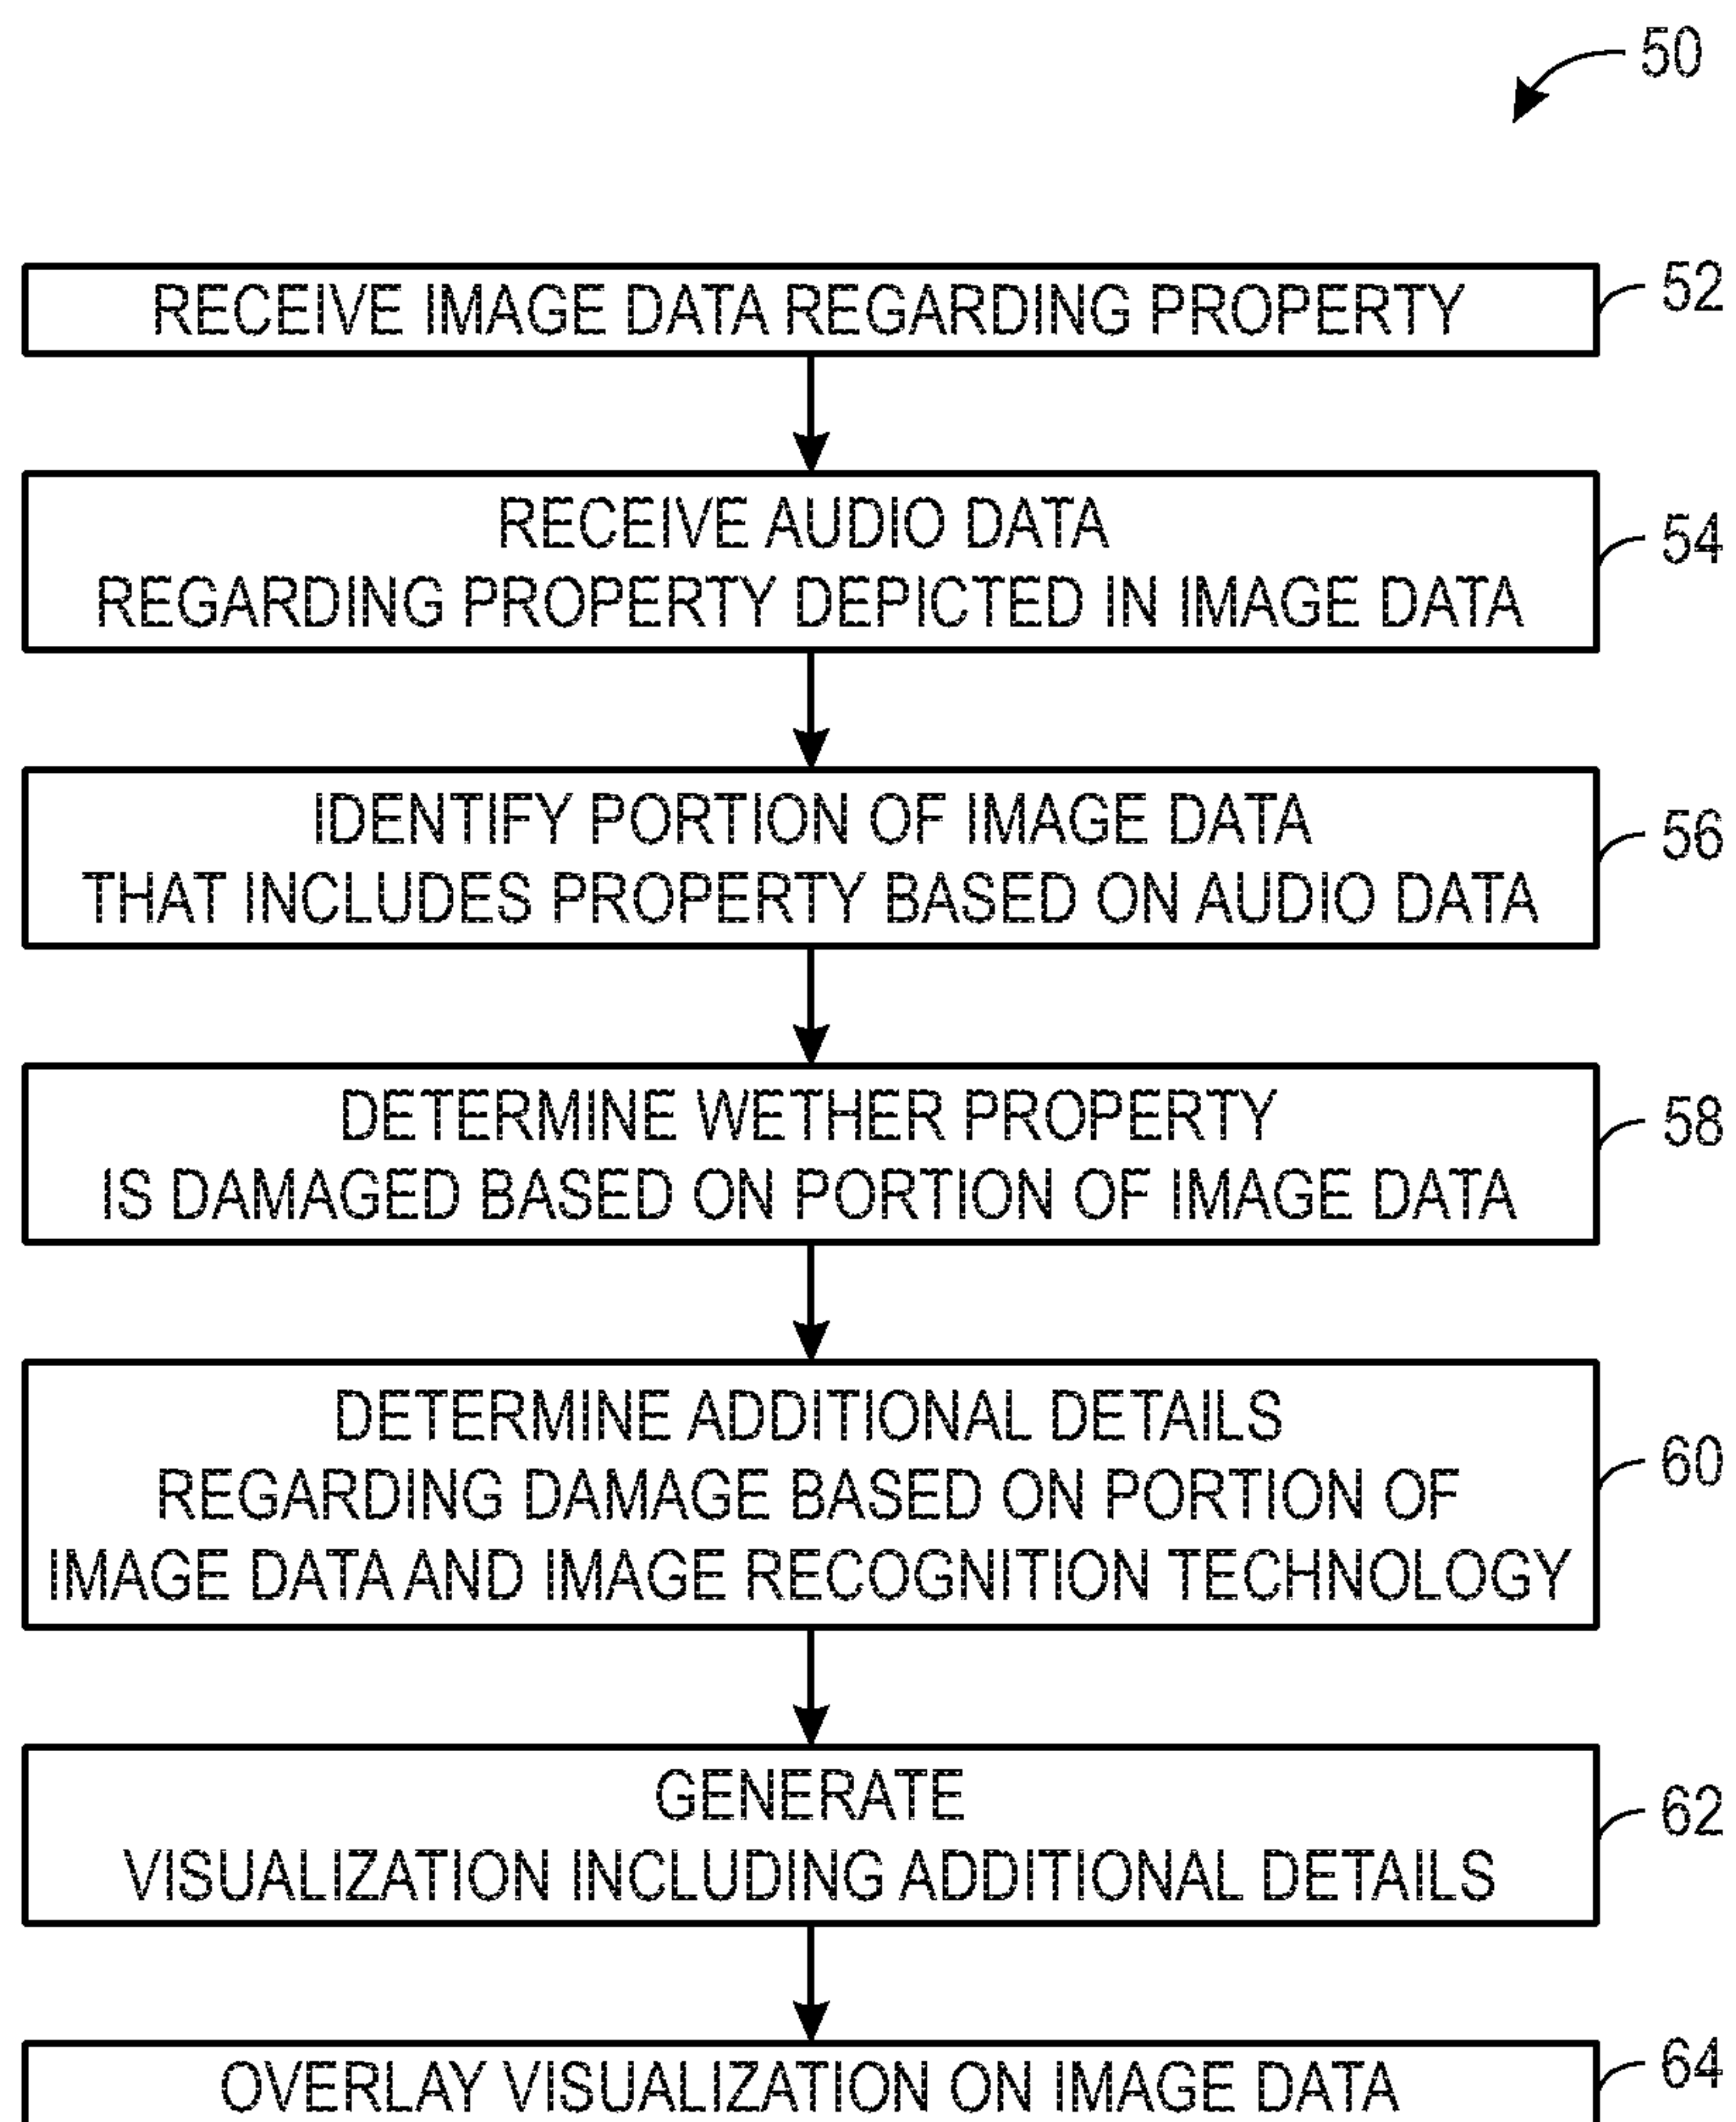 50
RECEIVE IMAGE DATA REGARDING PROPERTY
52
RECEIVE AUDIO DATA
REGARDING PROPERTY DEPICTED IN IMAGE DATA
54
IDENTIFY PORTION OF IMAGE DATA
THAT INCLUDES PROPERTY BASED ON AUDIO DATA
56
DETERMINE WETHER PROPERTY
IS DAMAGED BASED ON PORTION OF IMAGE DATA
58
DETERMINE ADDITIONAL DETAILS
REGARDING DAMAGE BASED ON PORTION OF
IMAGE DATA AND IMAGE RECOGNITION TECHNOLOGY
60
GENERATE
VISUALIZATION INCLUDING ADDITIONAL DETAILS
62
OVERLAY VISUALIZATION ON IMAGE DATA
64